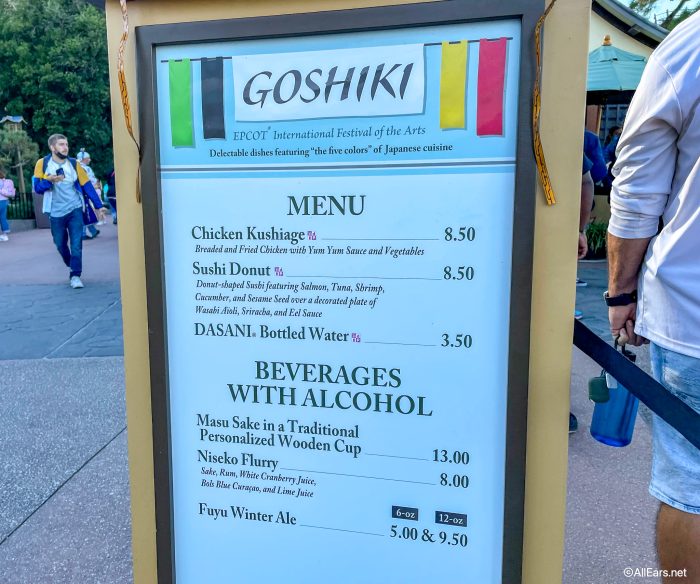 GOSHIKI
EPCOT® International Festival of the Arts
Delectable dishes featuring "the five colors" of Japanese cuisine
MENU
Chicken Kushiage 8.50
Breaded and Fried Chicken with Yum Yum Sauce and Vegetables
Sushi Donut 8.50
Donut-shaped Sushi featuring Salmon, Tuna, Shrimp,
Cucumber, and Sesame Seed over a decorated plate of
Wasabi Aïoli, Sriracha, and Eel Sauce
DASANI® Bottled Water 3.50
BEVERAGES
WITH ALCOHOL
Masu Sake in a Traditional
Personalized Wooden Cup 13.00
Niseko Flurry 8.00
Sake, Rum, White Cranberry Juice,
Bols Blue Curaçao, and Lime Juice
6-oz 12-oz
Fuyu Winter Ale 5.00 & 9.50
©AllEars.net